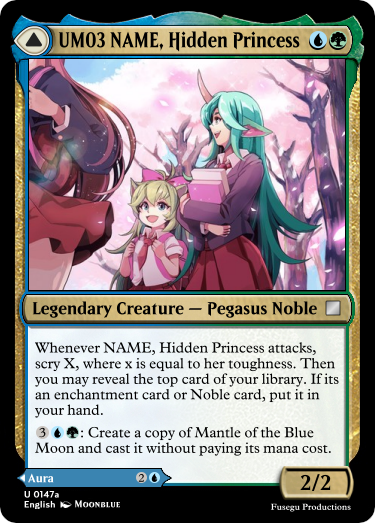 UM03 NAME, Hidden Princess
Legendary Creature — Pegasus Noble
Whenever NAME, Hidden Princess attacks,
scry X, where x is equal to her toughness. Then
you may reveal the top card of your library. If its
an enchantment card or Noble card, put it in
your hand.
3: Create a copy of Mantle of the Blue
Moon and cast it without paying its mana cost.
Aura 2
2/2
U 0147a
English MOONBLUE
Fusegu Productions